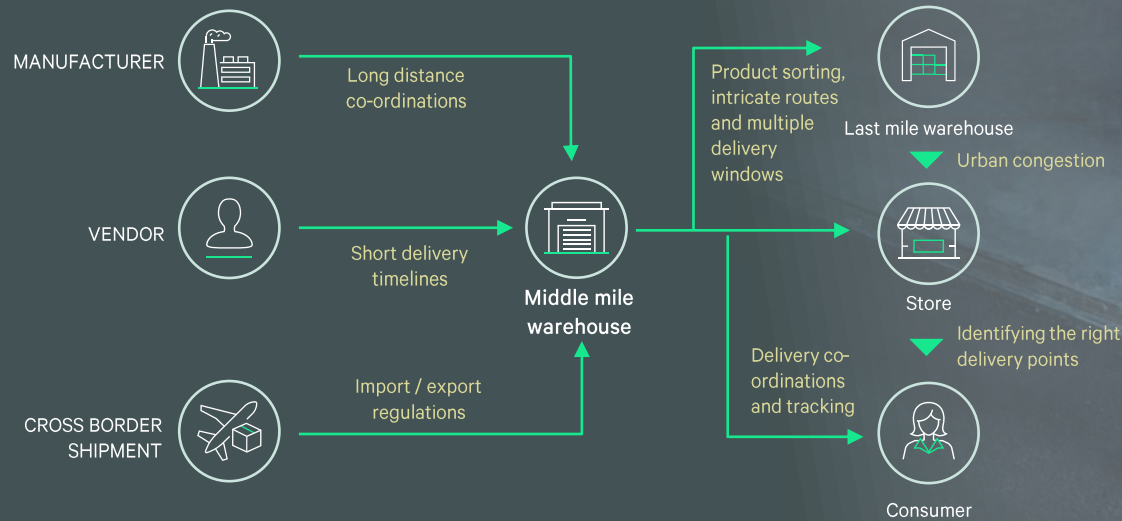 MANUFACTURER
Long distance
co-ordinations
VENDOR
Short delivery
timelines
CROSS BORDER
SHIPMENT
Import / export
regulations
Middle mile
warehouse
Product sorting,
intricate routes
and multiple
delivery
windows
Delivery co-
ordinations
and tracking
Last mile warehouse
Urban congestion
Store
Identifying the right
delivery points
Consumer